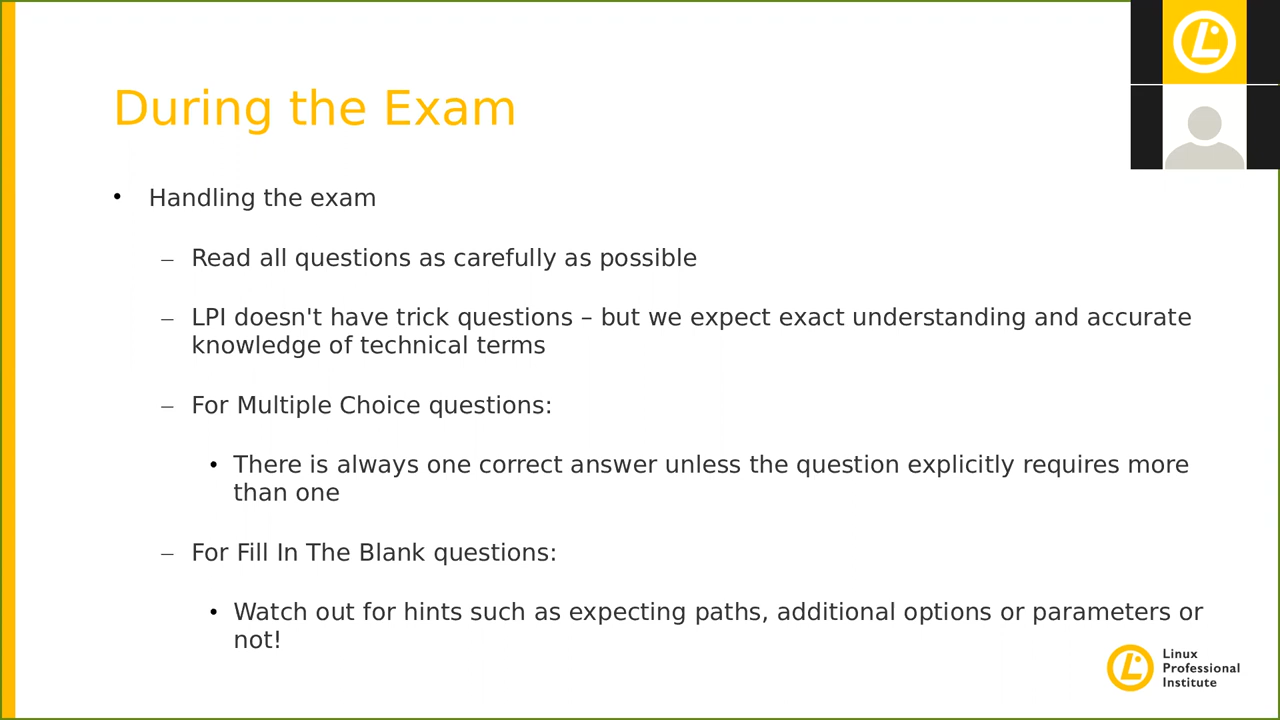 During the Exam
• Handling the exam
– Read all questions as carefully as possible
– LPI doesn't have trick questions – but we expect exact understanding and accurate
knowledge of technical terms
– For Multiple Choice questions:
• There is always one correct answer unless the question explicitly requires more
than one
– For Fill In The Blank questions:
• Watch out for hints such as expecting paths, additional options or parameters or
not!
Linux
Professional
Institute